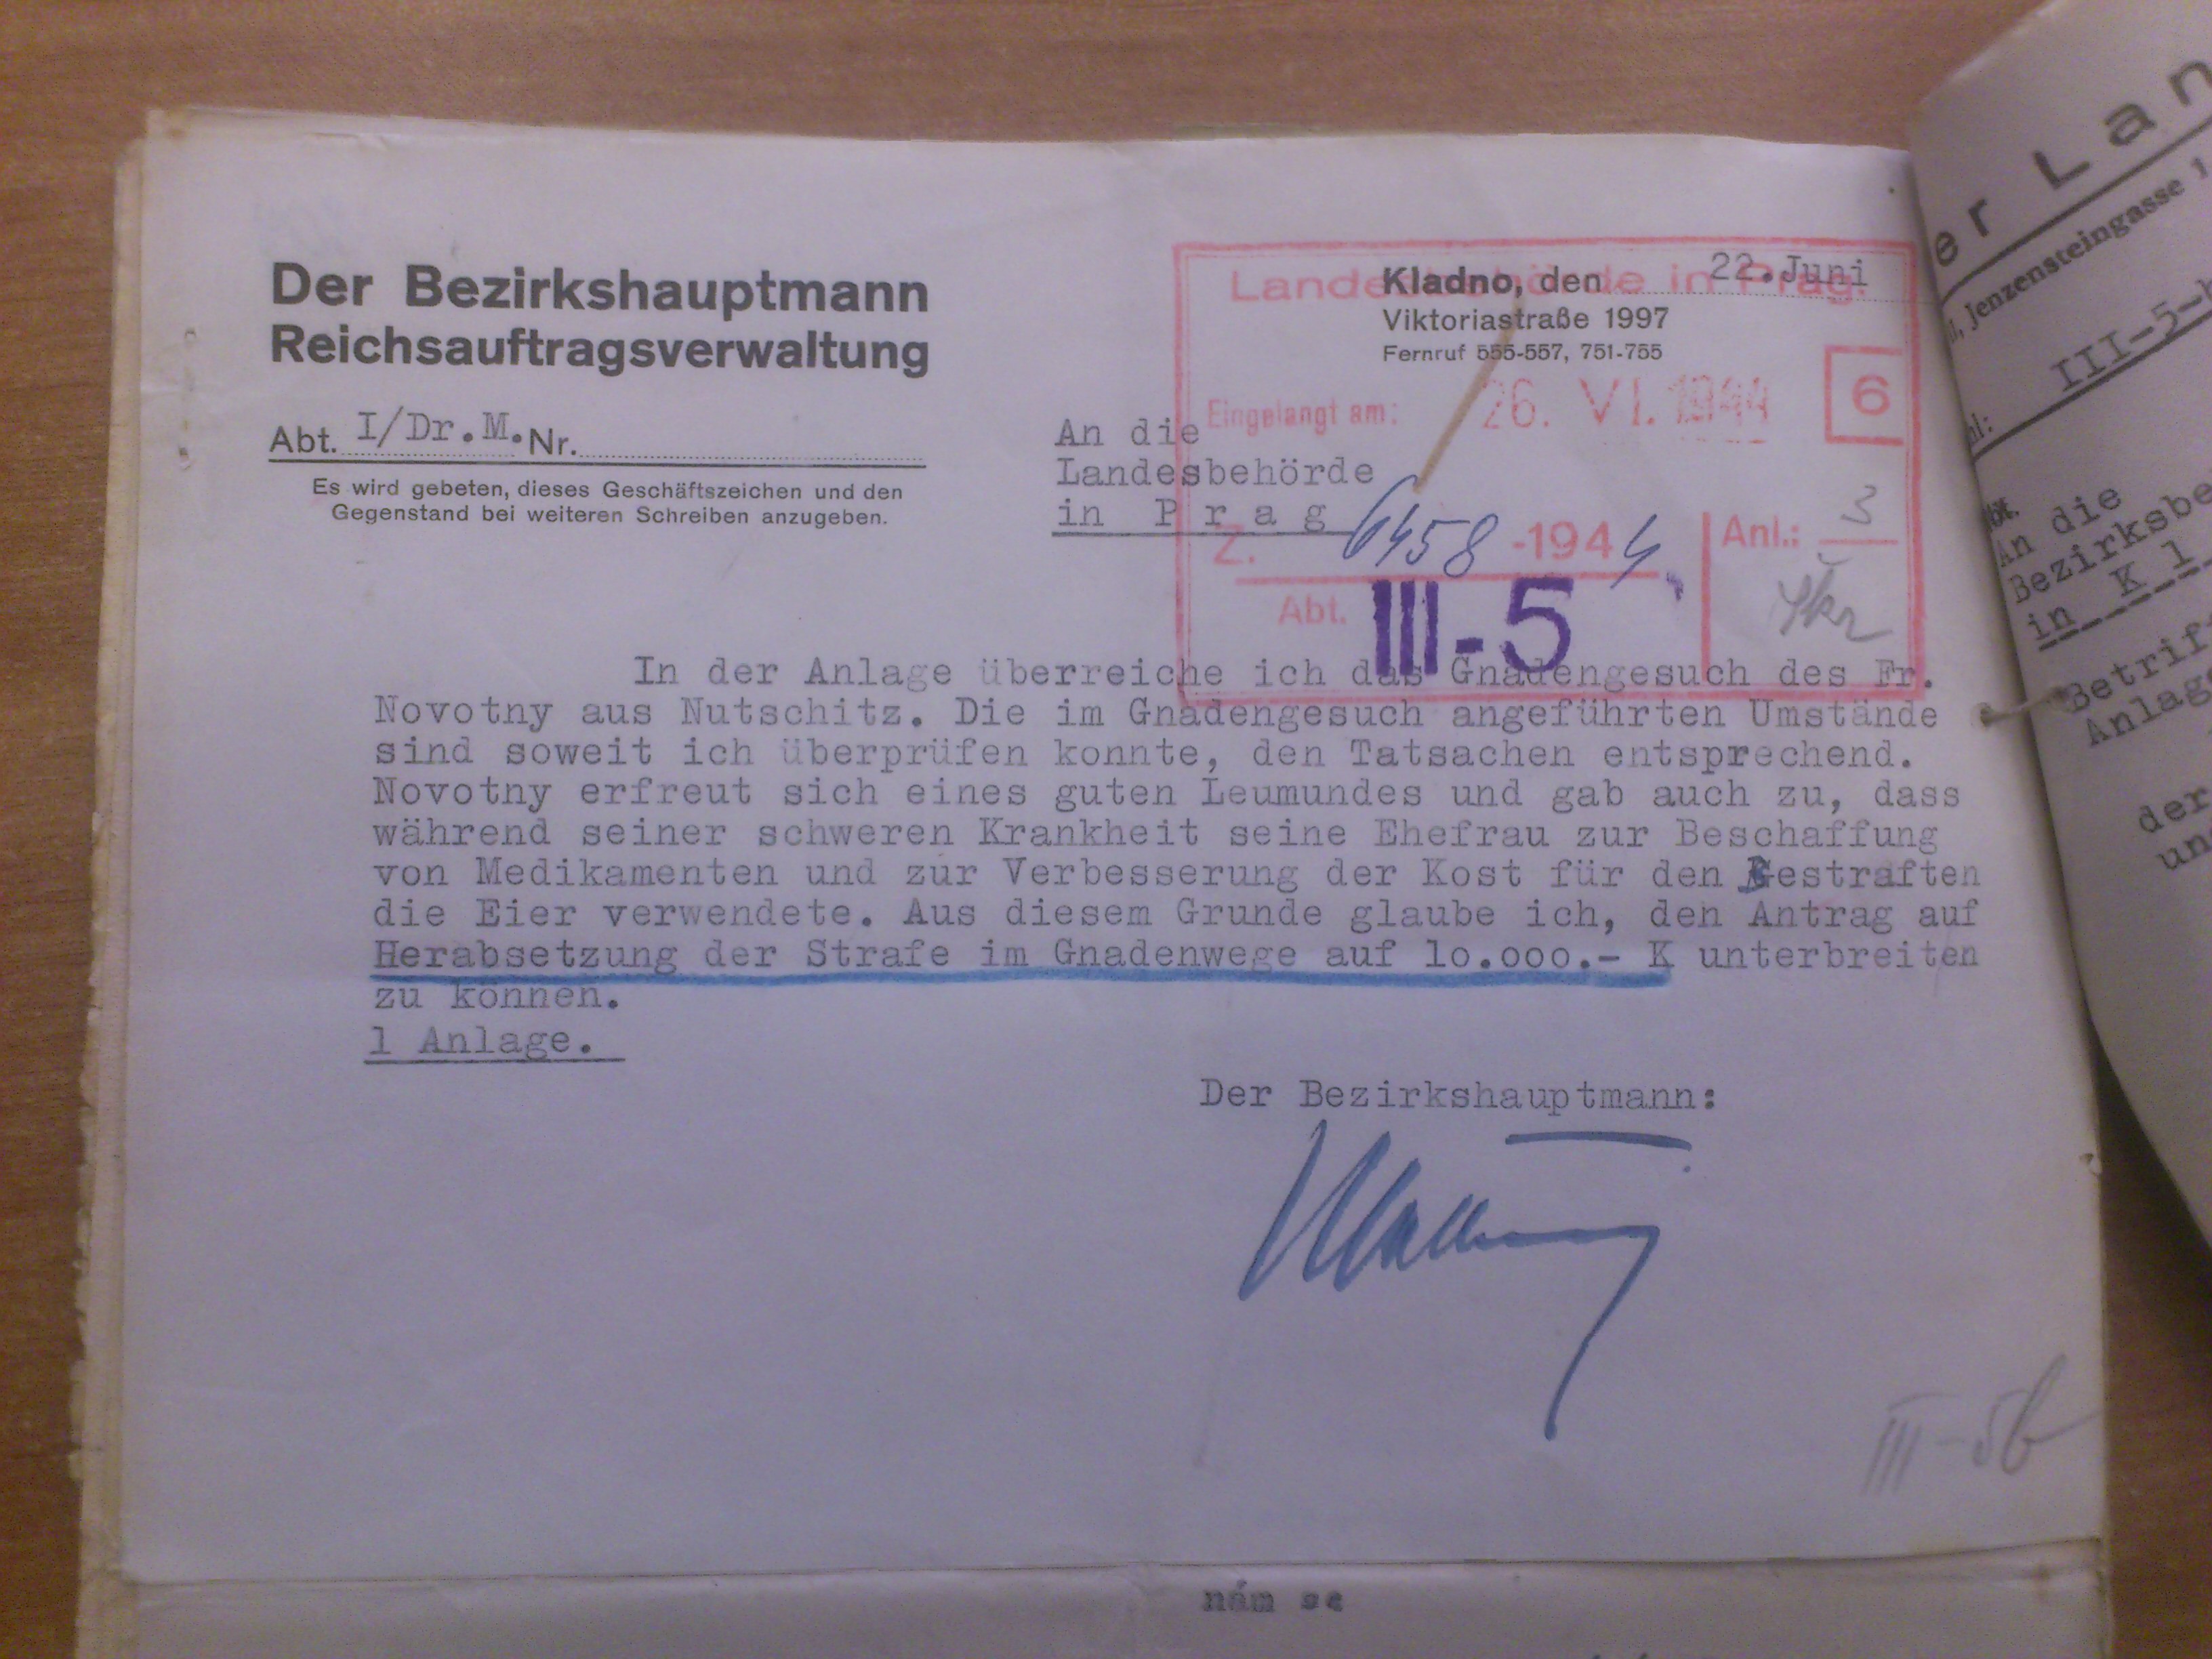 Der Bezirkshauptmann
Reichsauftragsverwaltung
Abt. I/Dr.M. Nr.
Es wird gebeten, dieses Geschäftszeichen und den
Gegenstand bei weiteren Schreiben anzugeben.
Kladno, den 22.Juni
Viktoriastraße 1997
Fernruf 555-557, 751-755
Landesbehörde in Prag.
Eingelangt am: 26. VI. 1944
6
An die
Landesbehörde
in Prag
Z. 6458 -1944
Anl.: 3
Abt. III-5
In der Anlage überreiche ich das Gnadengesuch des Fr.
Novotny aus Nutschitz. Die im Gnadengesuch angeführten Umstände
sind soweit ich überprüfen konnte, den Tatsachen entsprechend.
Novotny erfreut sich eines guten Leumundes und gab auch zu, dass
während seiner schweren Krankheit seine Ehefrau zur Beschaffung
von Medikamenten und zur Verbesserung der Kost für den Bestraften
die Eier verwendete. Aus diesem Grunde glaube ich, den Antrag auf
Herabsetzung der Strafe im Gnadenwege auf 10.000.- K unterbreiten
zu können.
1 Anlage.
Der Bezirkshauptmann:
III-5b
nám se
er Lan
Jenzensteingasse 1
III-5-b
An die
Bezirksbe
in K l
Betrif
Anlage
der
un